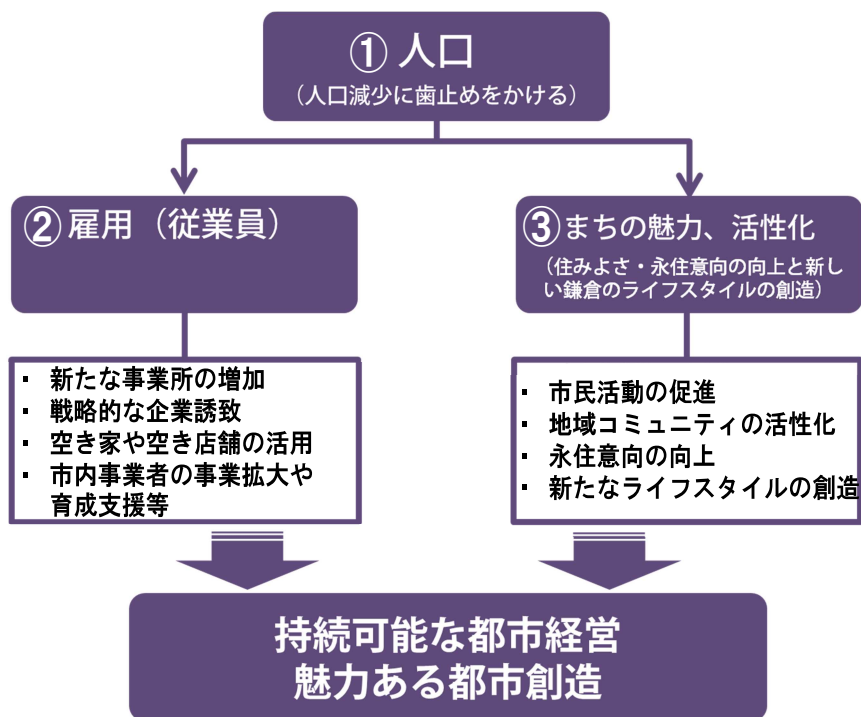 ① 人口
(人口減少に歯止めをかける)
② 雇用（従業員）
③ まちの魅力、活性化
（住みよさ・永住意向の向上と新し
い鎌倉のライフスタイルの創造）
▪ 新たな事業所の増加
▪ 戦略的な企業誘致
▪ 空き家や空き店舗の活用
▪ 市内事業者の事業拡大や
育成支援等
▪ 市民活動の促進
▪ 地域コミュニティの活性化
▪ 永住意向の向上
▪ 新たなライフスタイルの創造
持続可能な都市経営
魅力ある都市創造